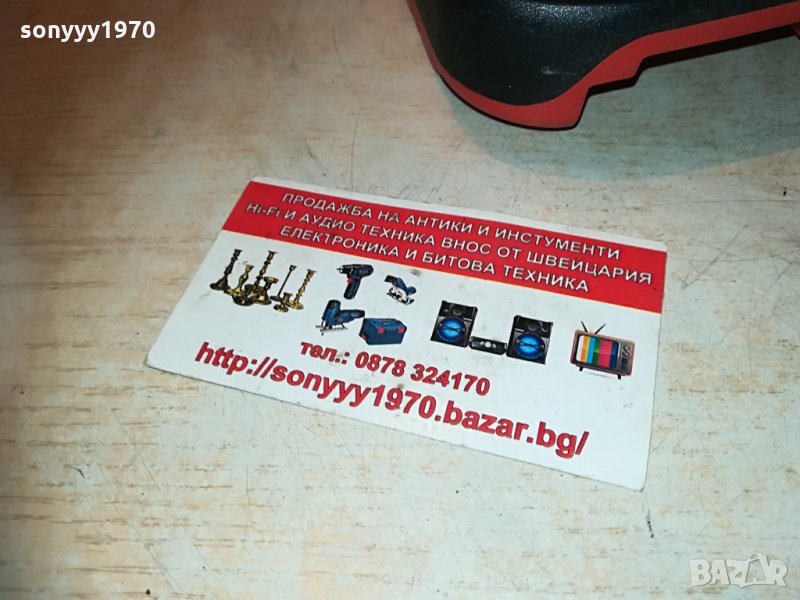 sonyyy1970
ПРОДАЖБА НА АНТИКИ И ИНСТУМЕНТИ
Hi-Fi И АУДИО ТЕХНИКА ВНОС ОТ ШВЕЙЦАРИЯ
ЕЛЕКТРОНИКА И БИТОВА ТЕХНИКА
тел.: 0878 324170
http://sonyyy1970.bazar.bg/
BAZAR